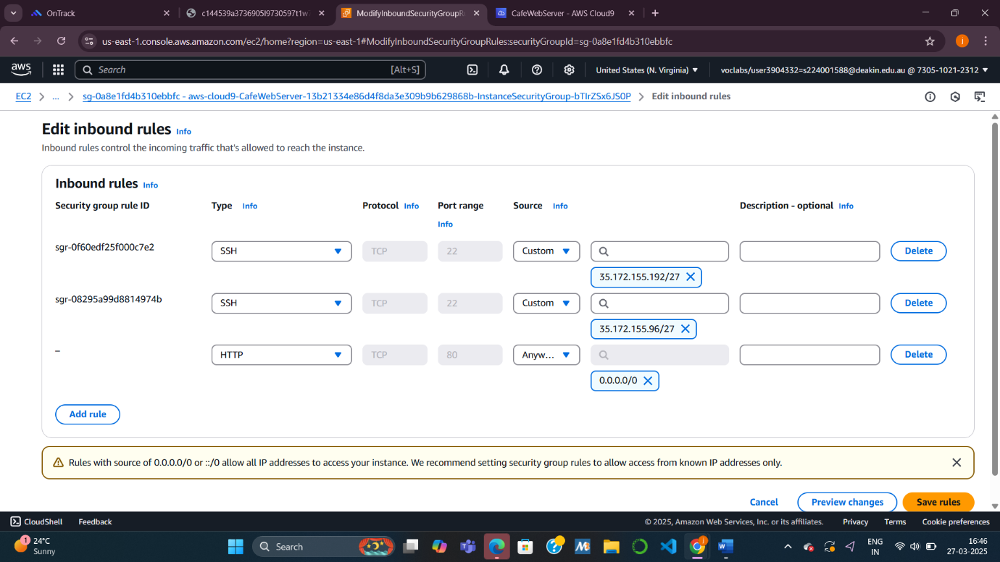 OnTrack
c144539a3736905l9730597t1w
ModifyInboundSecurityGroupR
CafeWebServer - AWS Cloud9
us-east-1.console.aws.amazon.com/ec2/home?region=us-east-1#ModifyInboundSecurityGroupRules:securityGroupId=sg-0a8e1fd4b310ebbfc
j
aws
Search
[Alt+S]
United States (N. Virginia)
voclabs/user3904332=s224001588@deakin.edu.au @ 7305-1021-2312
EC2
...
sg-0a8e1fd4b310ebbfc - aws-cloud9-CafeWebServer-13b21334e86d4f8da3e309b9b629868b-InstanceSecurityGroup-bTIrZSx6JS0P
Edit inbound rules
Edit inbound rules Info
Inbound rules control the incoming traffic that's allowed to reach the instance.
Inbound rules Info
Security group rule ID
Type Info
Protocol Info
Port range
Info
Source Info
Description - optional Info
sgr-0f60edf25f000c7e2
SSH
TCP
22
Custom
35.172.155.192/27
Delete
sgr-08295a99d8814974b
SSH
TCP
22
Custom
35.172.155.96/27
Delete
–
HTTP
TCP
80
Anyw...
0.0.0.0/0
Delete
Add rule
Rules with source of 0.0.0.0/0 or ::/0 allow all IP addresses to access your instance. We recommend setting security group rules to allow access from known IP addresses only.
Cancel
Preview changes
Save rules
CloudShell
Feedback
© 2025, Amazon Web Services, Inc. or its affiliates.
Privacy
Terms
Cookie preferences
1
24°C
Sunny
Search
ENG
IN
16:46
27-03-2025